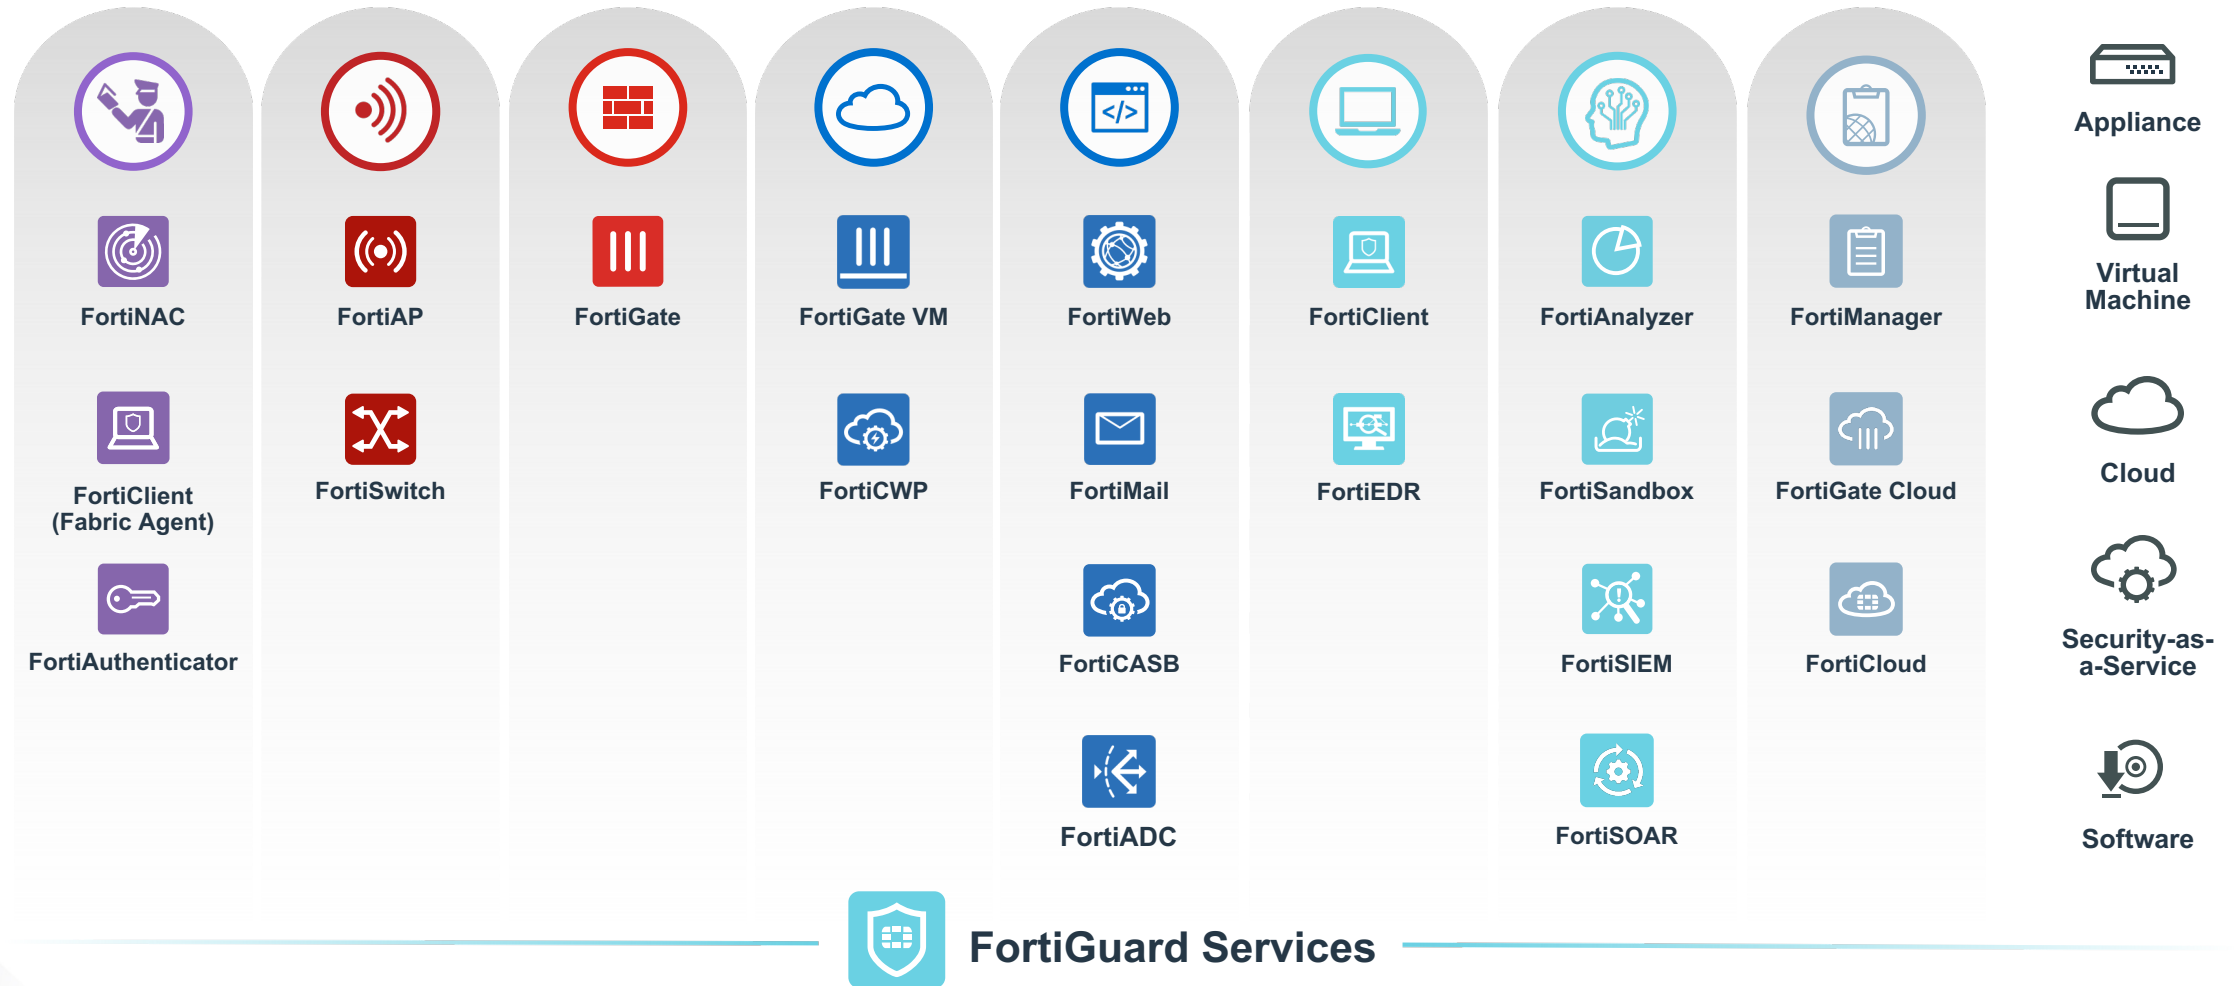 FortiNAC
FortiClient
(Fabric Agent)
FortiAuthenticator
FortiAP
FortiSwitch
FortiGate
FortiGate VM
FortiCWP
</>
FortiWeb
FortiMail
FortiCASB
FortiADC
FortiClient
FortiEDR
FortiAnalyzer
FortiSandbox
FortiSIEM
FortiSOAR
FortiManager
FortiGate Cloud
FortiCloud
Appliance
Virtual
Machine
Cloud
Security-as-
a-Service
Software
FortiGuard Services